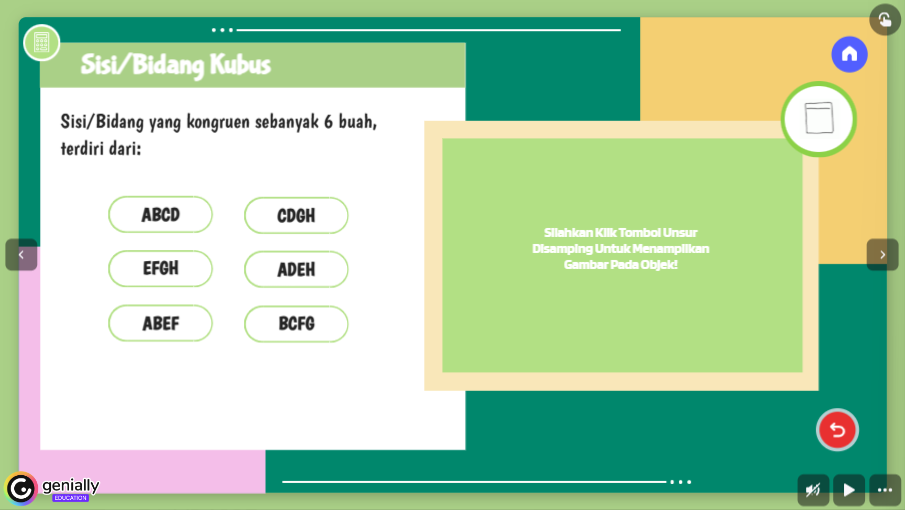 Sisi/Bidang Kubus
Sisi/Bidang yang kongruen sebanyak 6 buah,
terdiri dari:
ABCD
CDGH
EFGH
ADEH
ABEF
BCFG
Silahkan Klik Tombol Unsur
Disamping Untuk Menampilkan
Gambar Pada Objek!
genially
EDUCATION